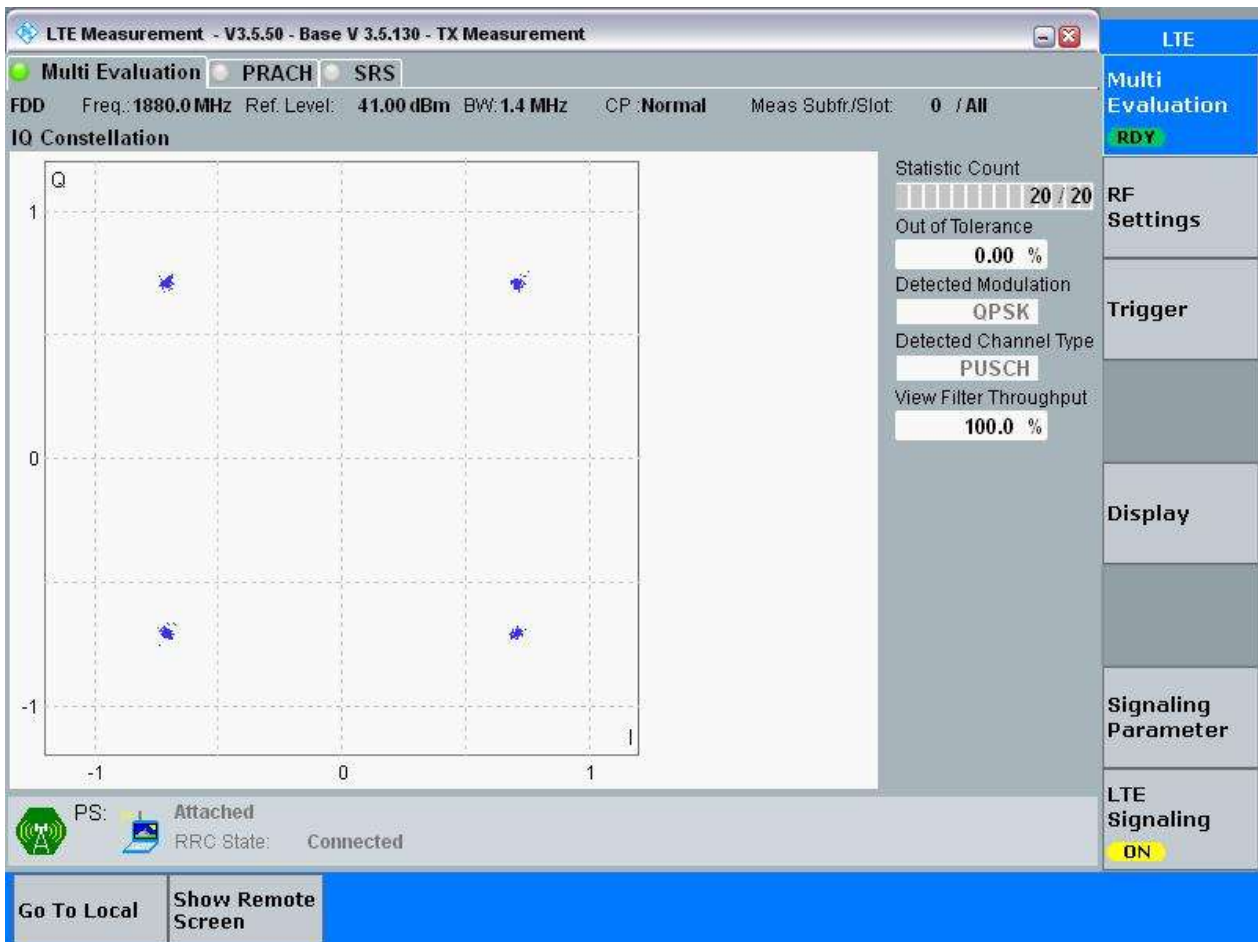 LTE Measurement - V3.5.50 - Base V 3.5.130 - TX Measurement
LTE
Multi Evaluation PRACH SRS
FDD Freq.: 1880.0 MHz Ref. Level: 41.00 dBm BW: 1.4 MHz CP : Normal Meas Subfr./Slot: 0 / All
IQ Constellation
Q
1
0
-1
I
-1 0 1
Statistic Count
20 / 20
Out of Tolerance
0.00 %
Detected Modulation
QPSK
Detected Channel Type
PUSCH
View Filter Throughput
100.0 %
Multi
Evaluation
RDY
RF
Settings
Trigger
Display
Signaling
Parameter
LTE
Signaling
ON
PS: Attached
RRC State: Connected
Go To Local
Show Remote
Screen